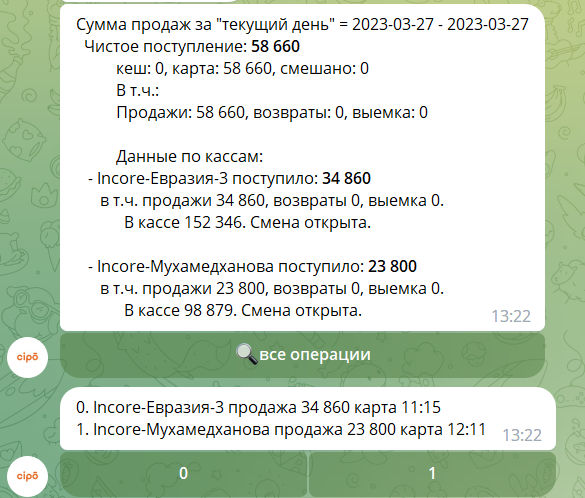 Сумма продаж за "текущий день" = 2023-03-27 - 2023-03-27
Чистое поступление: 58 660
кеш: 0, карта: 58 660, смешано: 0
В т.ч.:
Продажи: 58 660, возвраты: 0, выемка: 0
Данные по кассам:
- Incore-Евразия-3 поступило: 34 860
в т.ч. продажи 34 860, возвраты 0, выемка 0.
В кассе 152 346. Смена открыта.
- Incore-Мухамедханова поступило: 23 800
в т.ч. продажи 23 800, возвраты 0, выемка 0.
В кассе 98 879. Смена открыта.
13:22
cipō
все операции
0. Incore-Евразия-3 продажа 34 860 карта 11:15
1. Incore-Мухамедханова продажа 23 800 карта 12:11
13:22
cipō
0
1